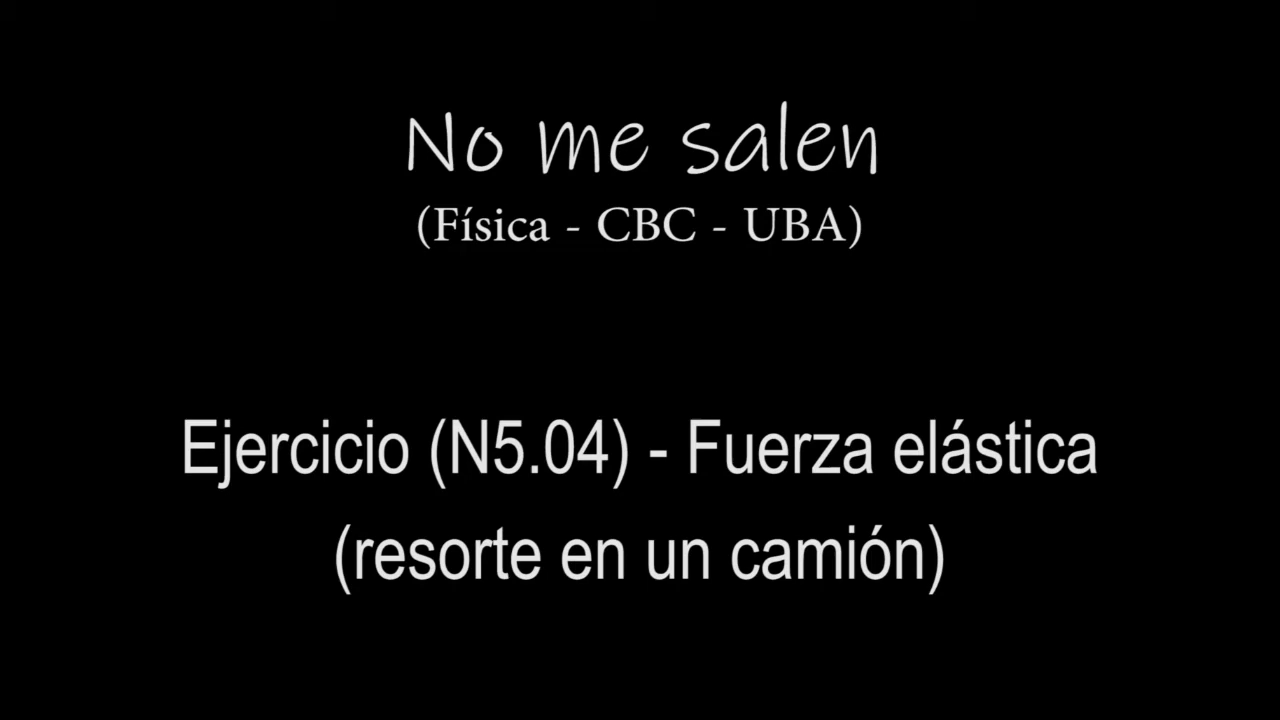 No me salen
(Física - CBC - UBA)
Ejercicio (N5.04) - Fuerza elástica
(resorte en un camión)